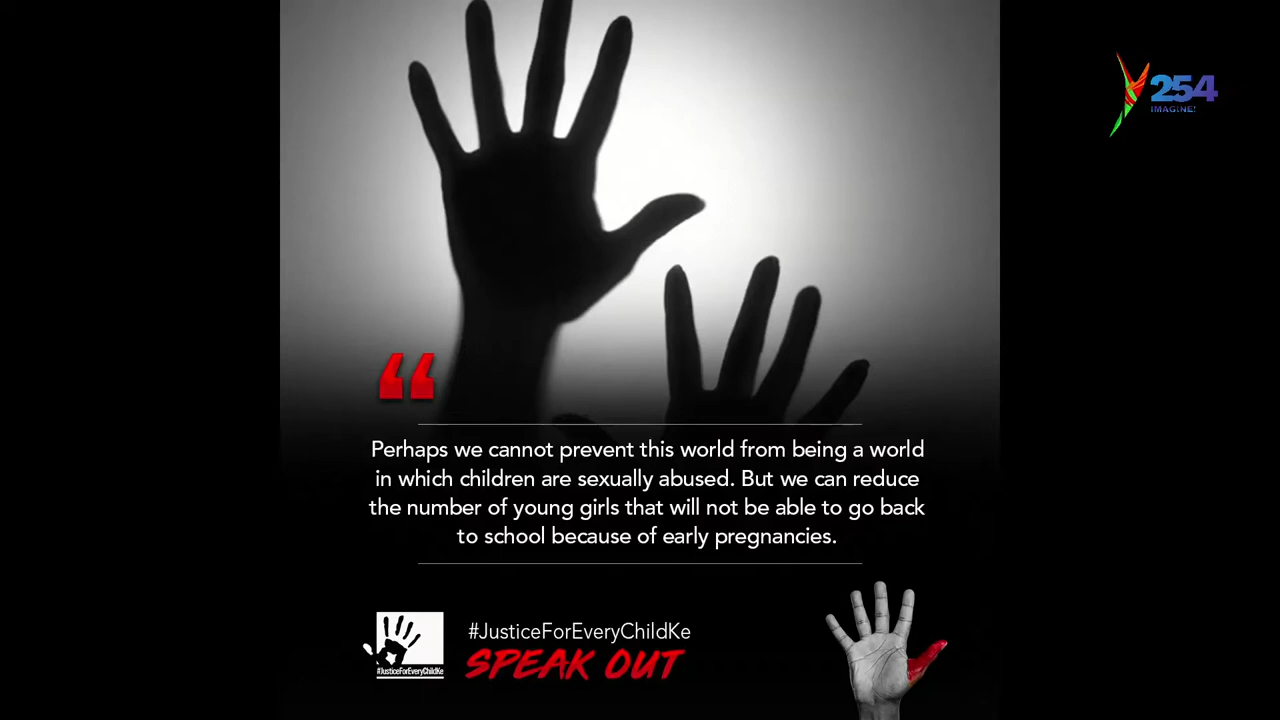 254
IMAGINE!
“
Perhaps we cannot prevent this world from being a world
in which children are sexually abused. But we can reduce
the number of young girls that will not be able to go back
to school because of early pregnancies.
#JusticeForEveryChildKe
SPEAK OUT
#JusticeForEveryChildKe